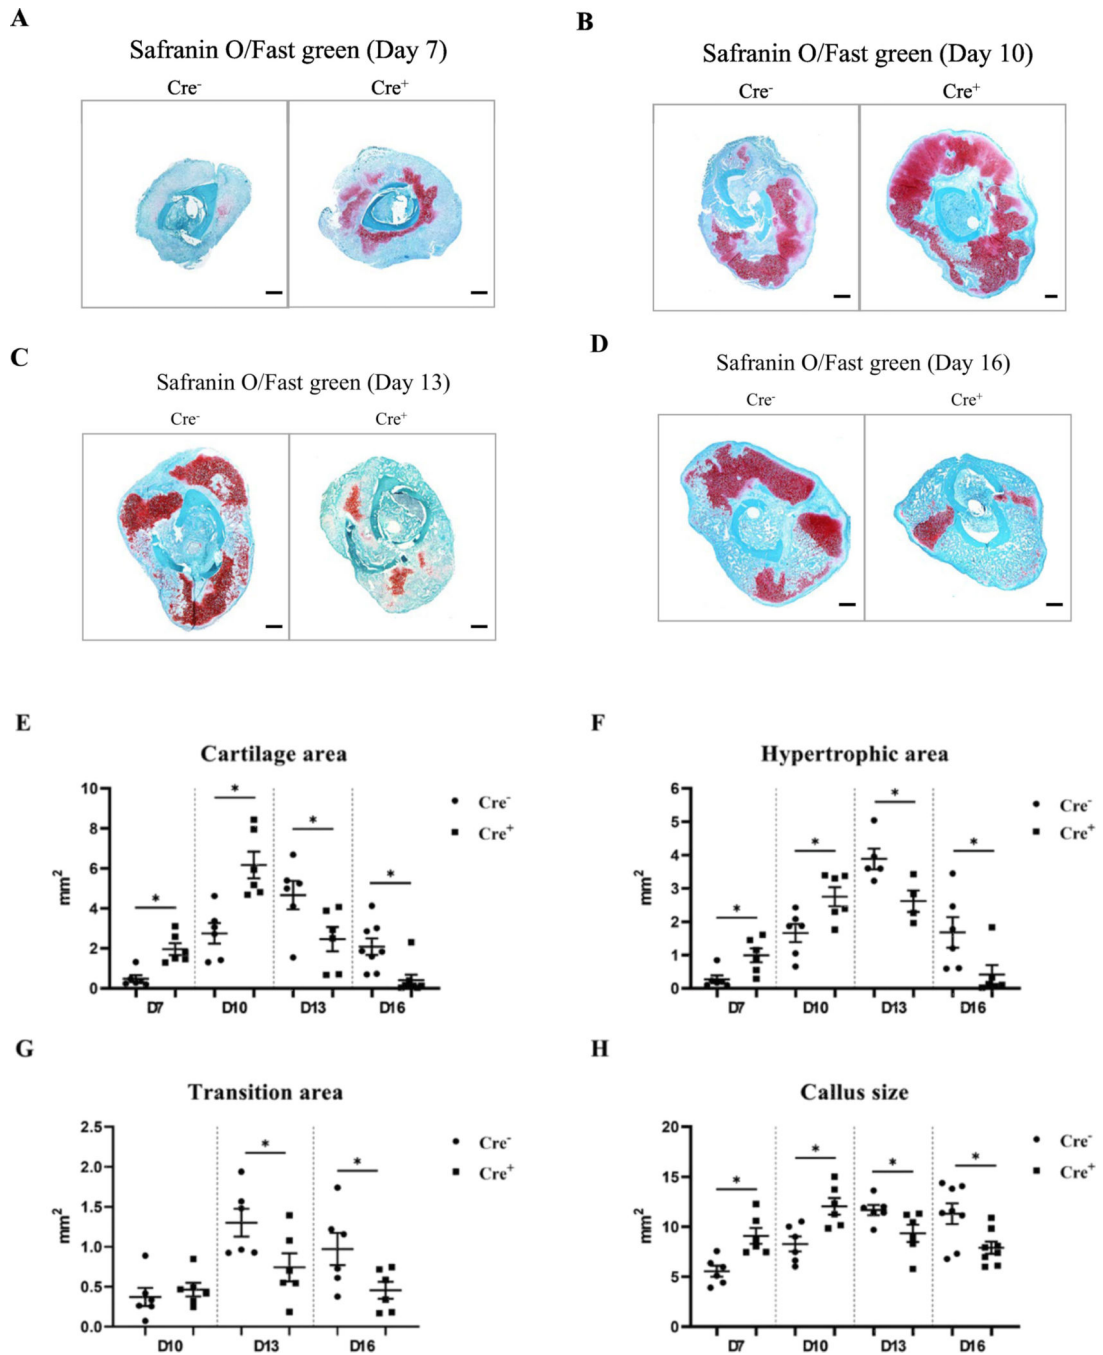 A
Safranin O/Fast green (Day 7)
Cre-
Cre+
B
Safranin O/Fast green (Day 10)
Cre-
Cre+
C
Safranin O/Fast green (Day 13)
Cre-
Cre+
D
Safranin O/Fast green (Day 16)
Cre-
Cre+
E
Cartilage area
10
8
6
4
2
0
mm²
*
*
*
*
D7
D10
D13
D16
Cre-
Cre+
F
Hypertrophic area
6
5
4
3
2
1
0
mm²
*
*
*
*
D7
D10
D13
D16
Cre-
Cre+
G
Transition area
2.5
2.0
1.5
1.0
0.5
0.0
mm²
*
*
D10
D13
D16
Cre-
Cre+
H
Callus size
20
15
10
5
0
mm²
*
*
*
*
D7
D10
D13
D16
Cre-
Cre+